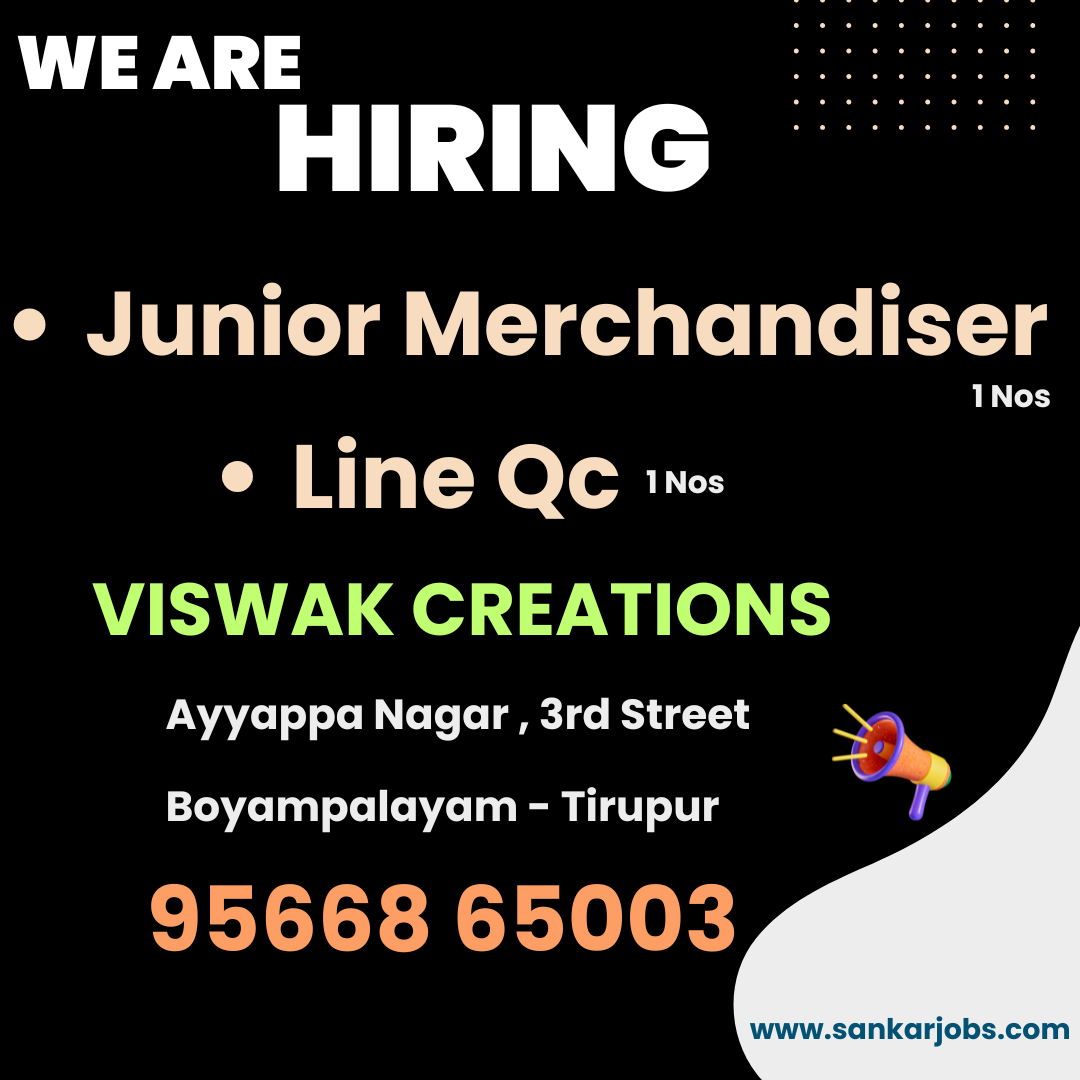 WE ARE
HIRING
• Junior Merchandiser
1 Nos
• Line Qc 1 Nos
VISWAK CREATIONS
Ayyappa Nagar , 3rd Street
Boyampalayam - Tirupur
95668 65003
www.sankarjobs.com